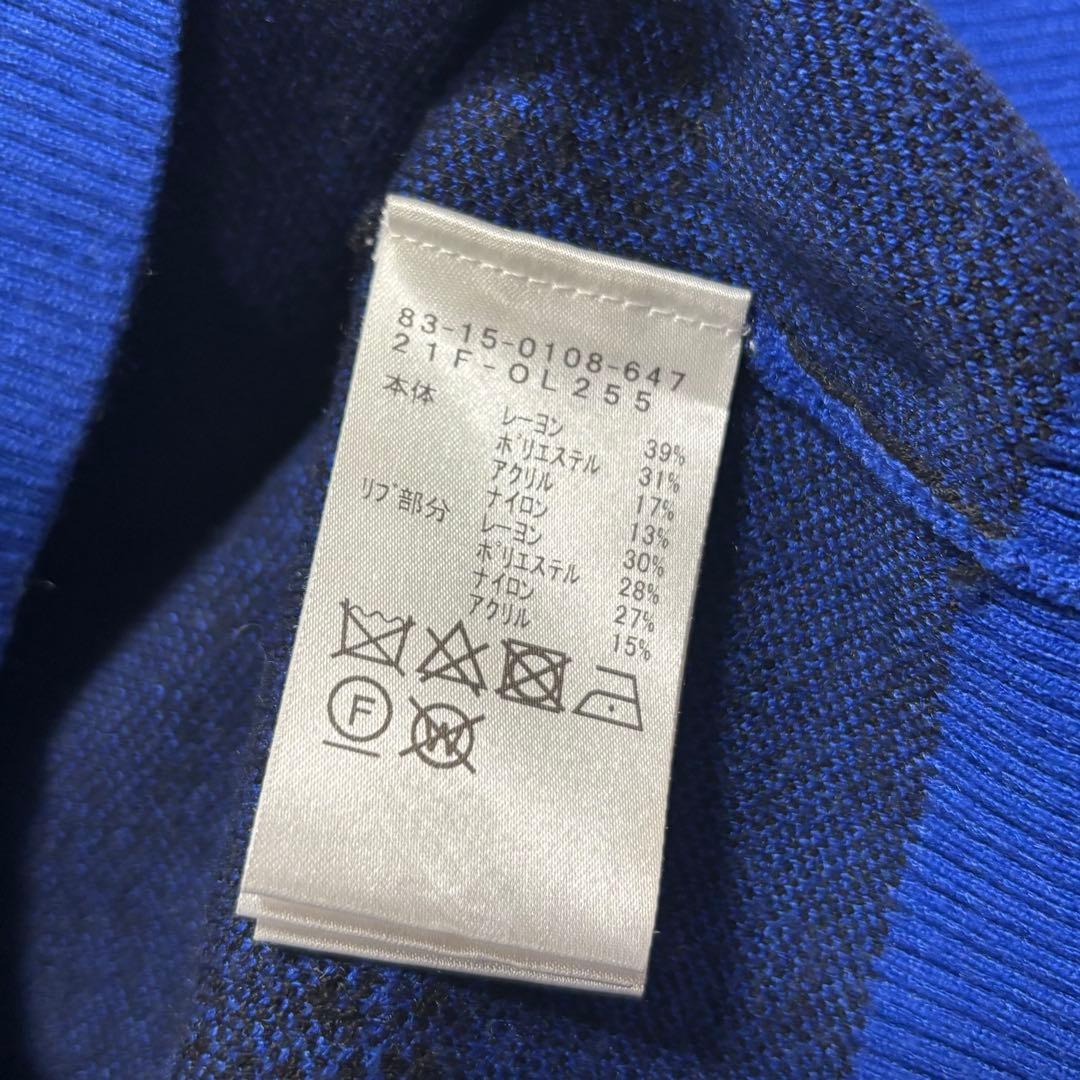 83-15-0108-647
21F-OL255
本体 レーヨン 39%
ポリエステル 31%
アクリル 17%
ナイロン 13%
リブ部分 レーヨン 30%
ポリエステル 28%
ナイロン 27%
アクリル 15%
F W